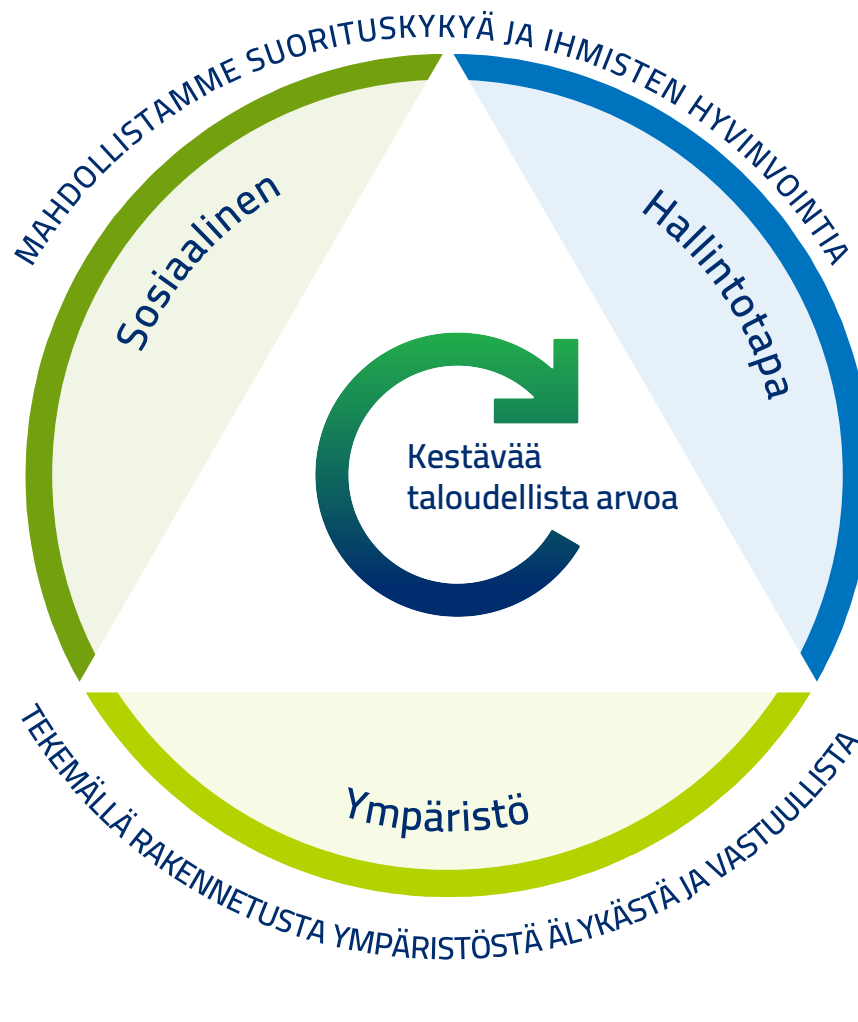 MAHDOLLISTAMME SUORITUSKYKYÄ JA IHMISTEN HYVINVOINTIA
Sosiaalinen
Hallintotapa
Kestävää
taloudellista arvoa
Ympäristö
TEKEMÄLLÄ RAKENNETUSTA YMPÄRISTÖSTÄ ÄLYKÄSTÄ JA VASTUULLISTA